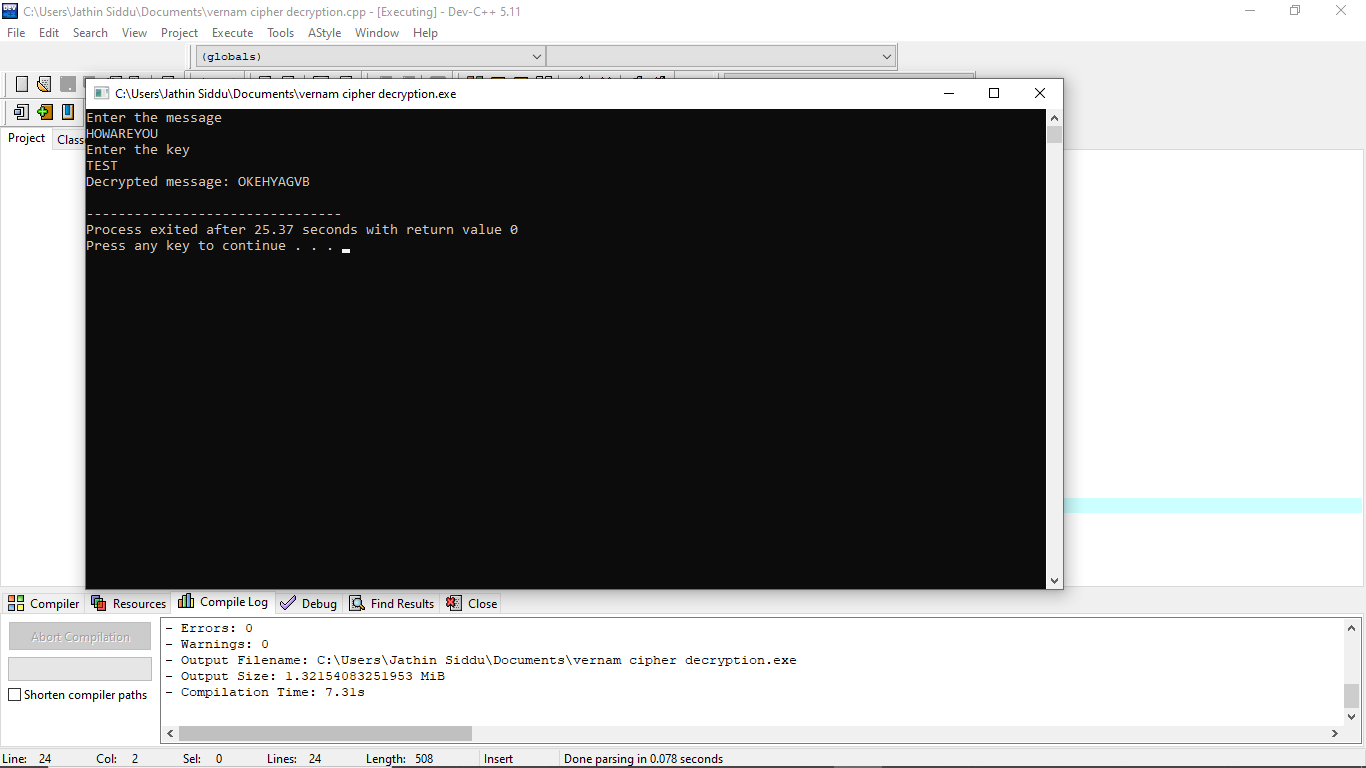 C:\Users\Jathin Siddu\Documents\vernam cipher decryption.cpp - [Executing] - Dev-C++ 5.11
File Edit Search View Project Execute Tools AStyle Window Help
(globals)
C:\Users\Jathin Siddu\Documents\vernam cipher decryption.exe
Project Class
Enter the message
HOWAREYOU
Enter the key
TEST
Decrypted message: OKEHYAGVB
--------------------------------
Process exited after 25.37 seconds with return value 0
Press any key to continue . . .
Compiler Resources Compile Log Debug Find Results Close
Abort Compilation
Shorten compiler paths
- Errors: 0
- Warnings: 0
- Output Filename: C:\Users\Jathin Siddu\Documents\vernam cipher decryption.exe
- Output Size: 1.32154083251953 MiB
- Compilation Time: 7.31s
Line: 24 Col: 2 Sel: 0 Lines: 24 Length: 508 Insert Done parsing in 0.078 seconds